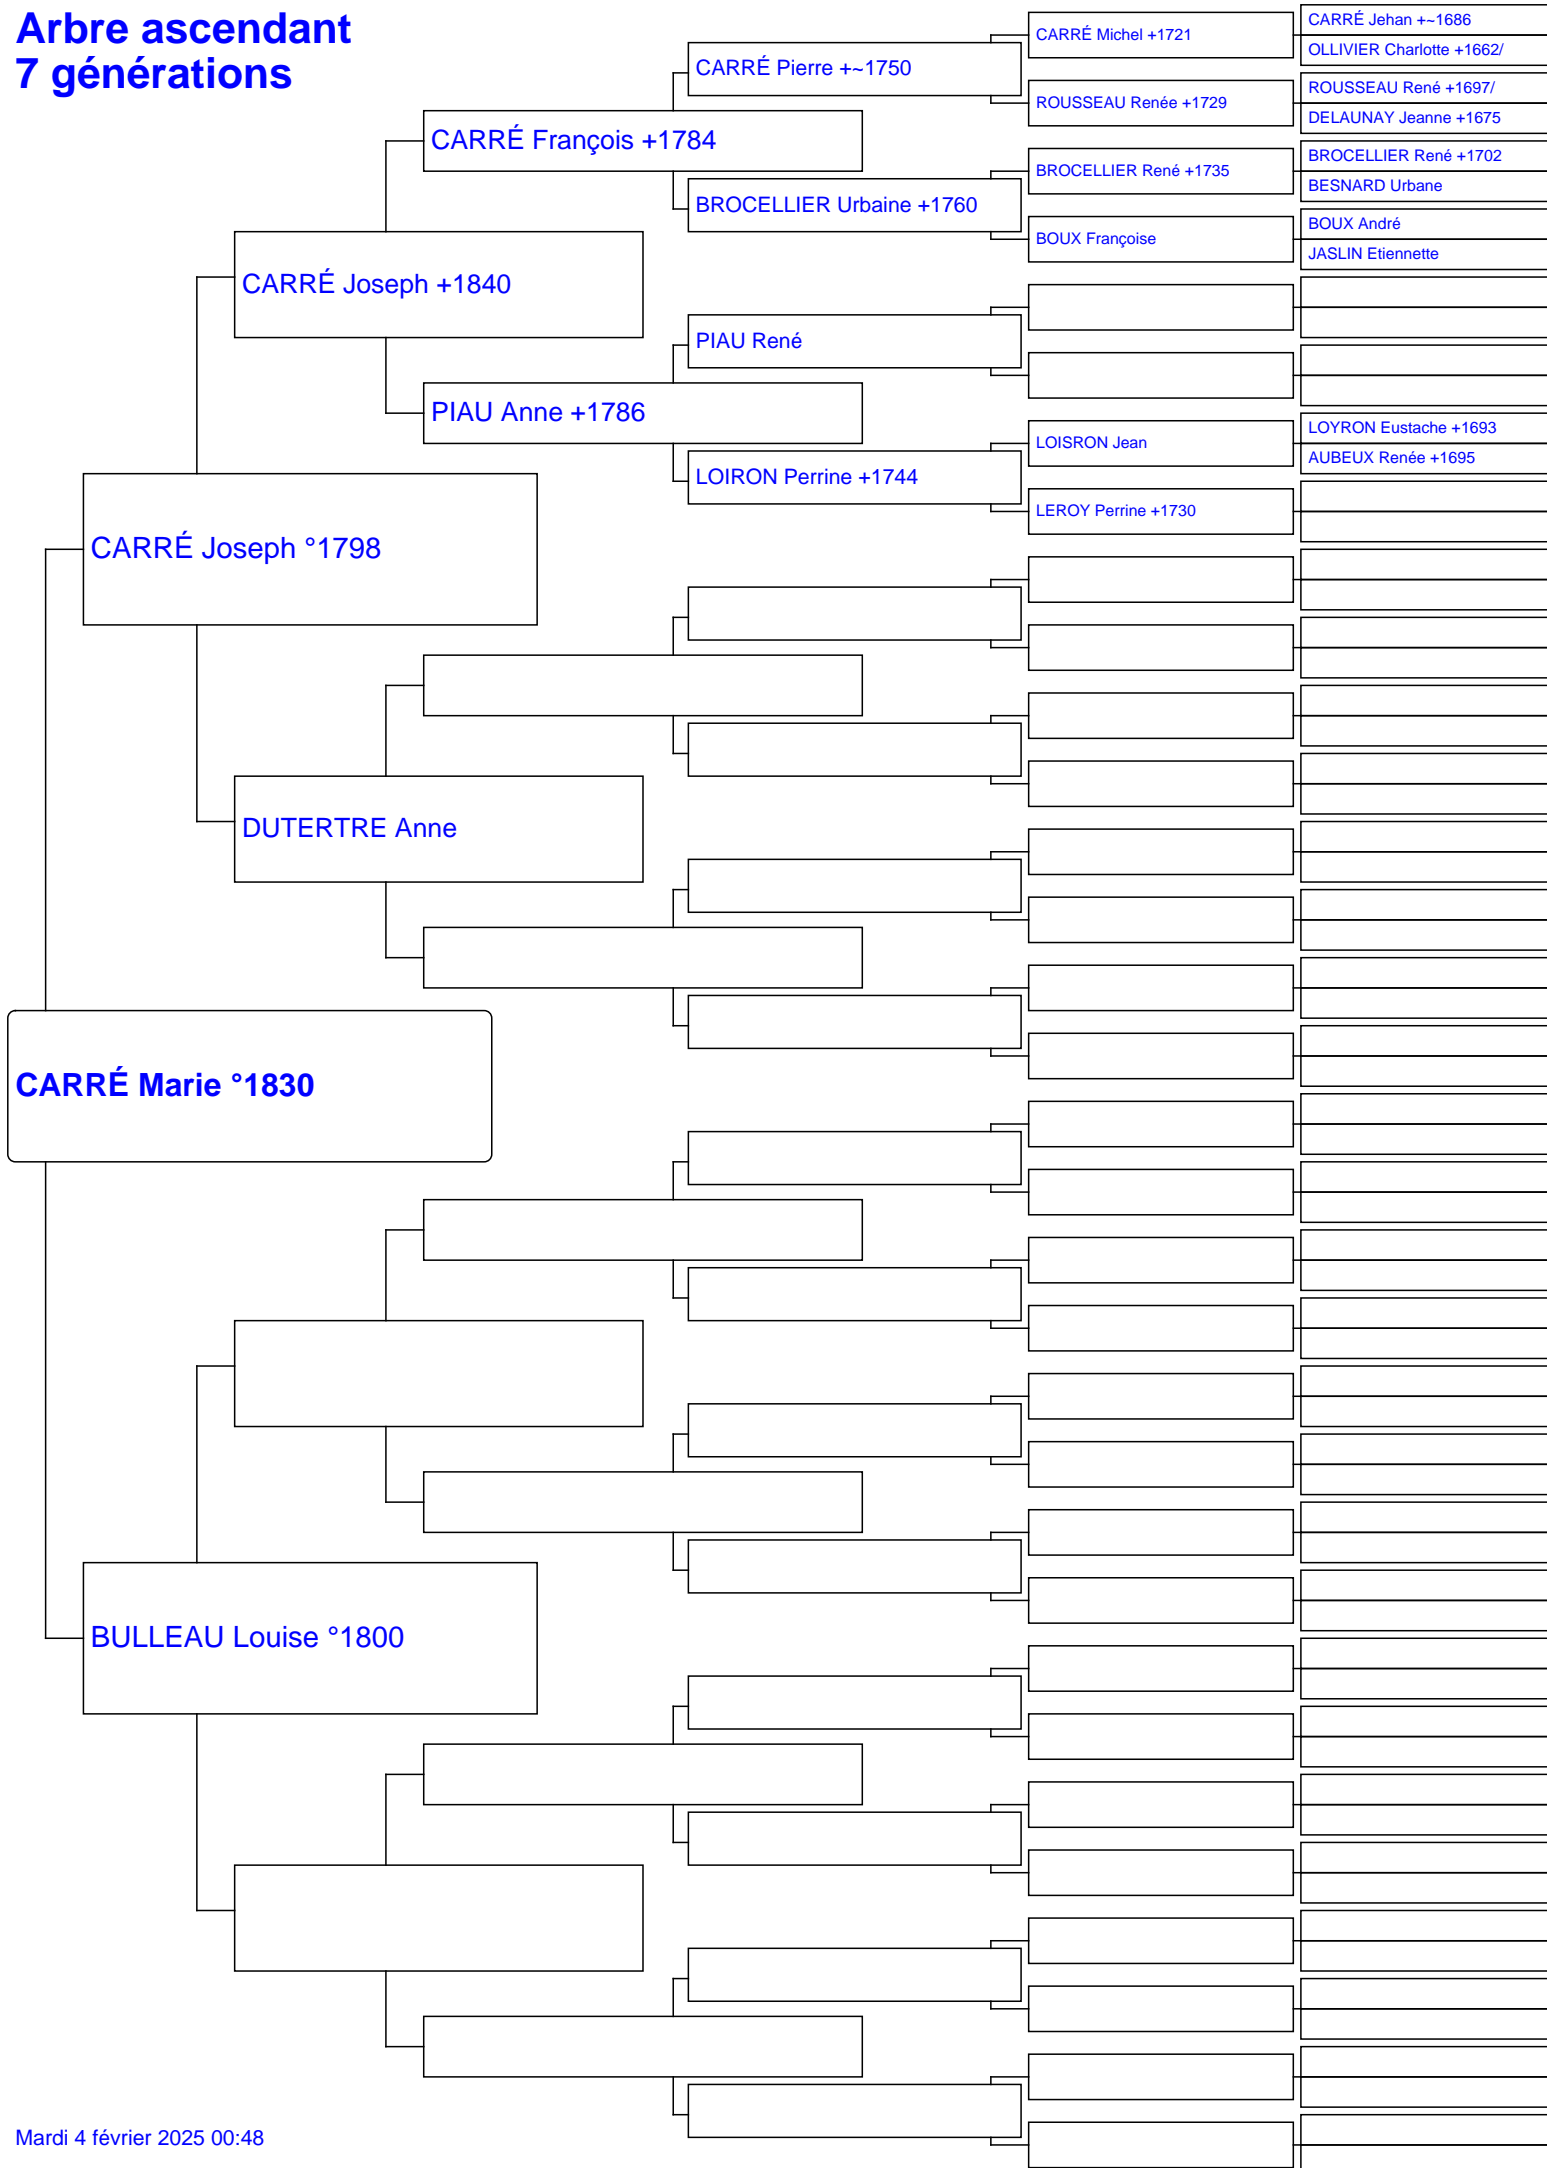 Arbre ascendant
7 générations
CARRÉ Jehan +~1686
CARRÉ Michel +1721
OLLIVIER Charlotte +1662/
CARRÉ Pierre +~1750
ROUSSEAU René +1697/
ROUSSEAU Renée +1729
DELAUNAY Jeanne +1675
CARRÉ François +1784
BROCELLIER René +1702
BROCELLIER René +1735
BESNARD Urbane
BROCELLIER Urbaine +1760
BOUX André
BOUX Françoise
JASLIN Etiennette
CARRÉ Joseph +1840
PIAU René
PIAU Anne +1786
LOYRON Eustache +1693
LOISRON Jean
AUBEUX Renée +1695
LOIRON Perrine +1744
LEROY Perrine +1730
CARRÉ Joseph °1798
DUTERTRE Anne
CARRÉ Marie °1830
BULLEAU Louise °1800
Mardi 4 février 2025 00:48